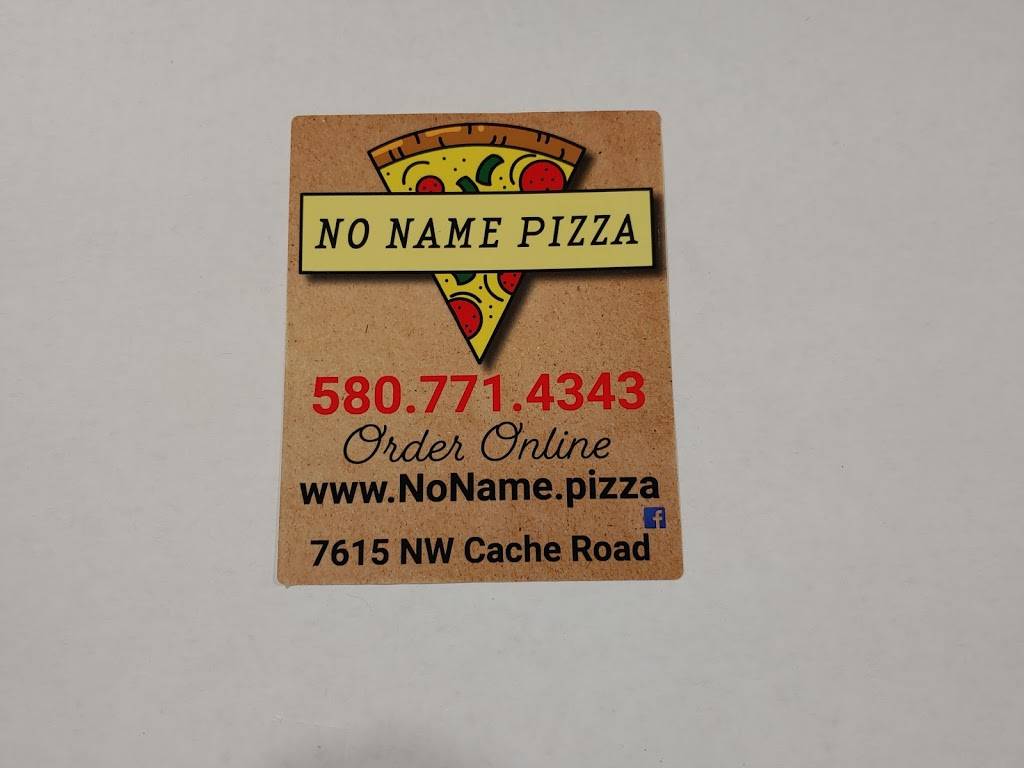 NO NAME PIZZA
580.771.4343
Order Online
www.NoName.pizza
f
7615 NW Cache Road